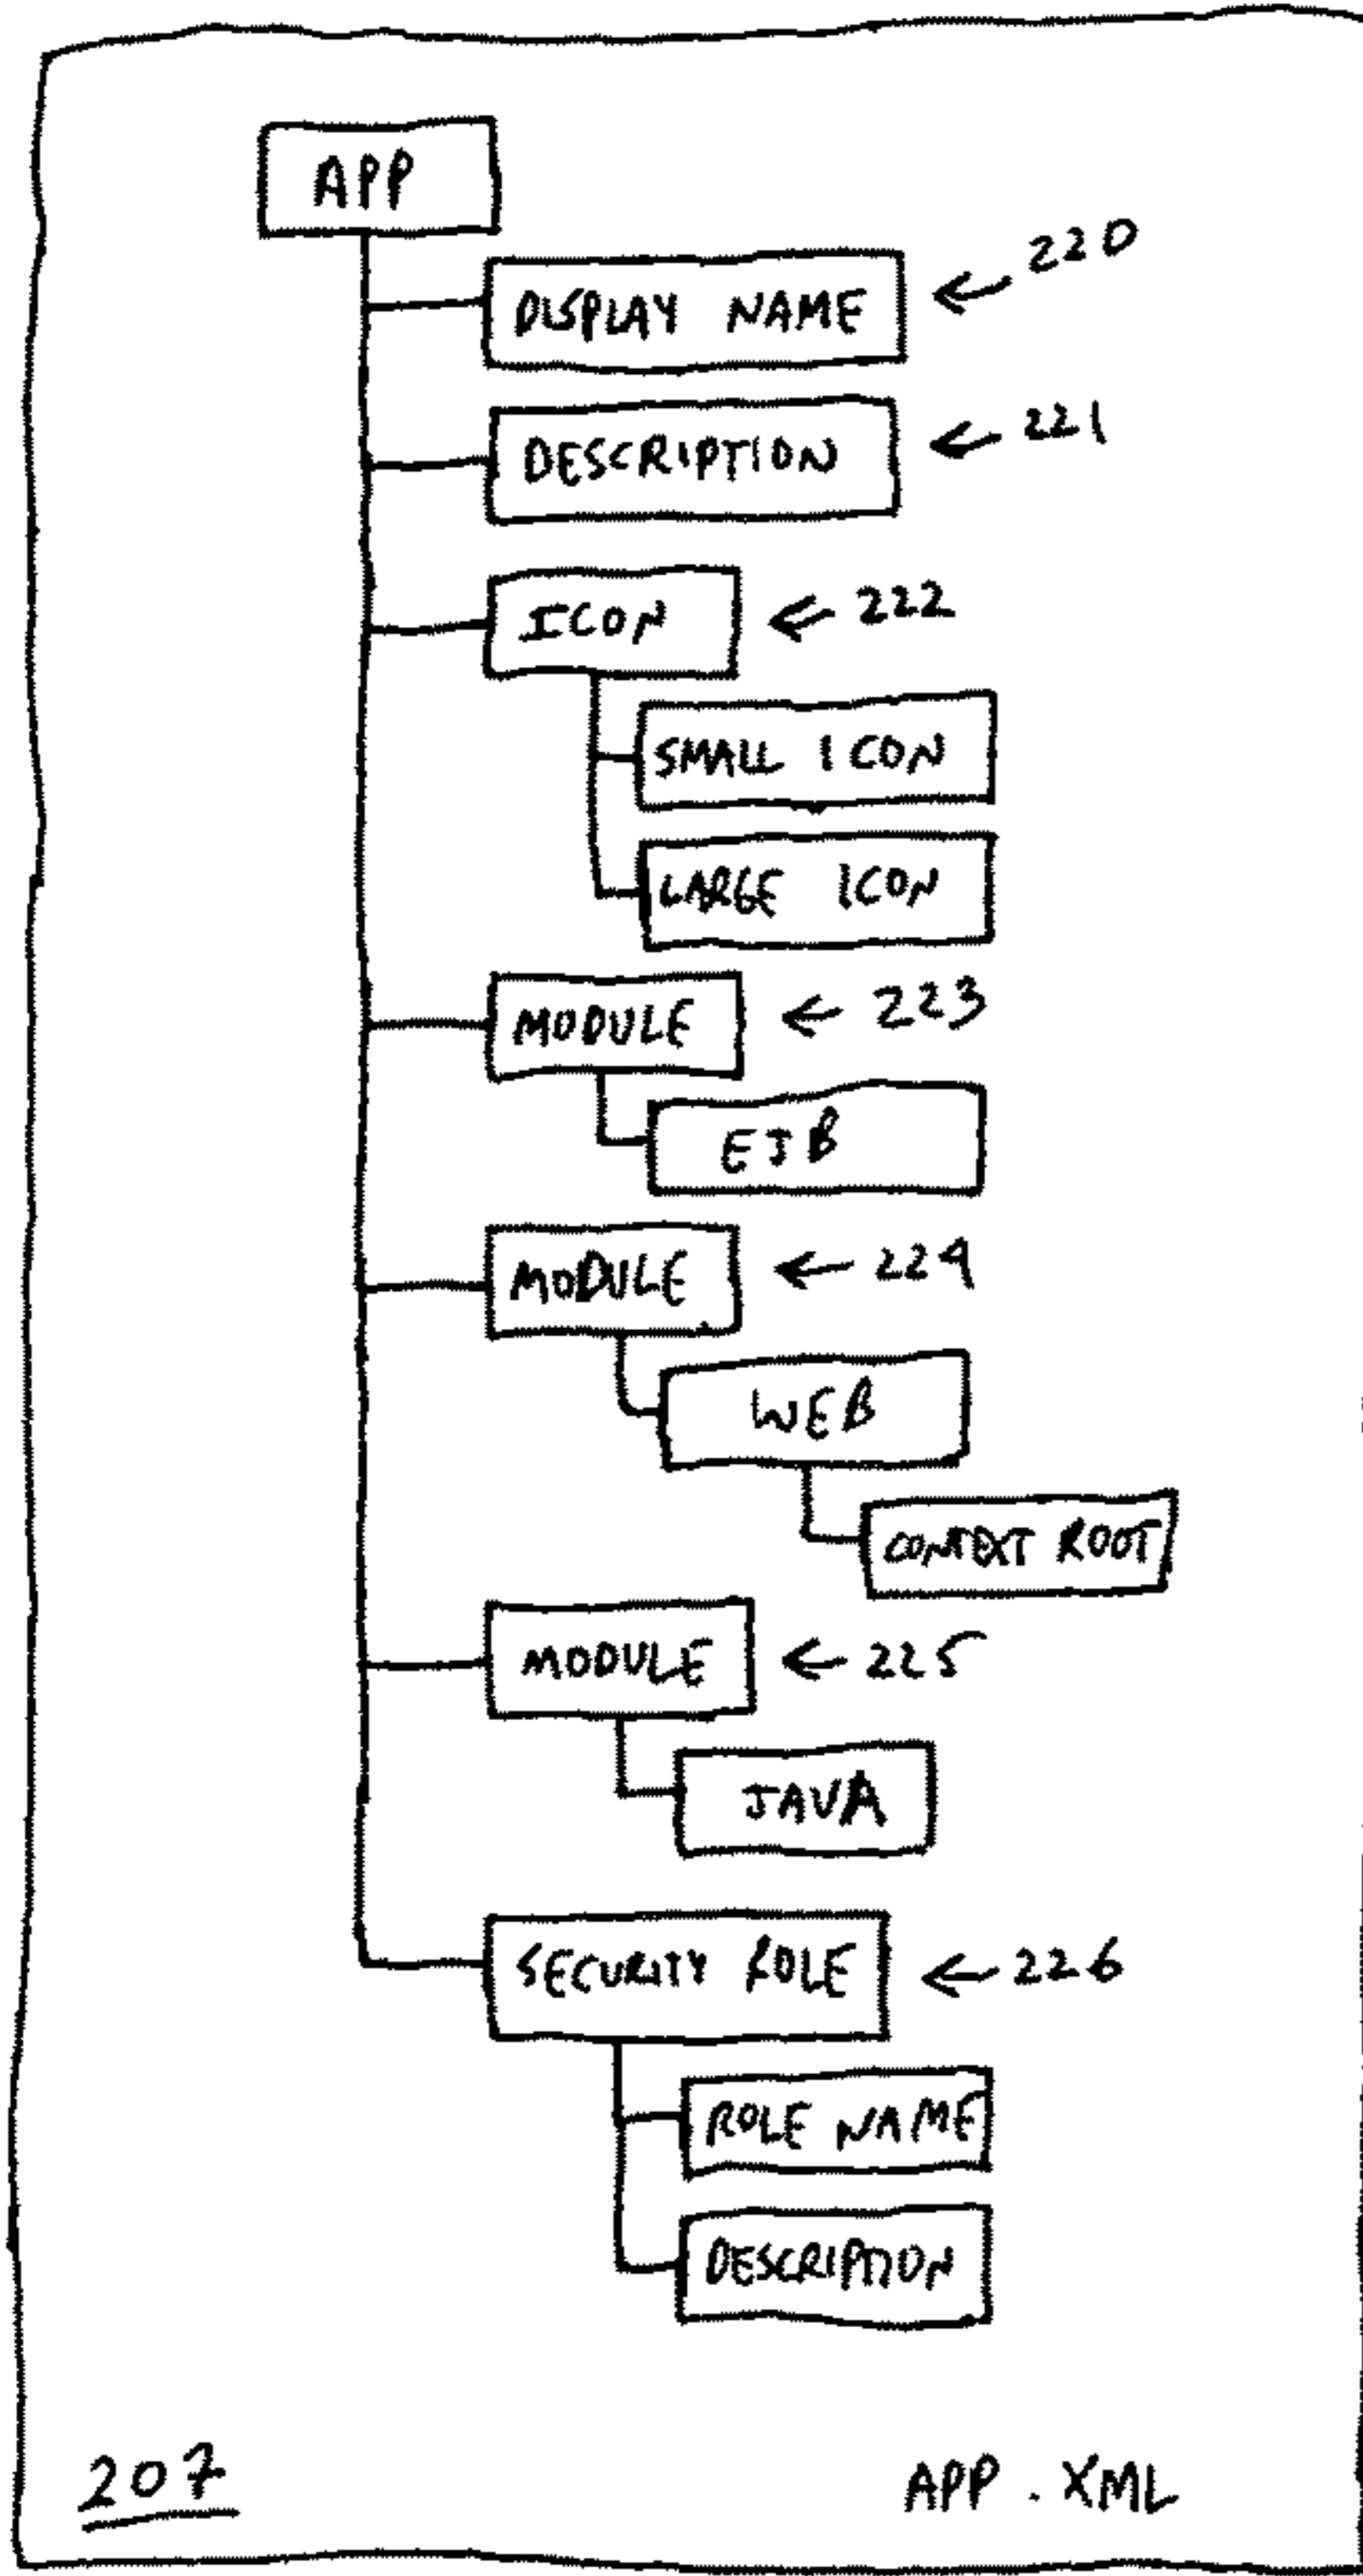 APP
DISPLAY NAME ← 220
DESCRIPTION ← 221
ICON ← 222
SMALL ICON
LARGE ICON
MODULE ← 223
EJB
MODULE ← 224
WEB
CONTEXT ROOT
MODULE ← 225
JAVA
SECURITY ROLE ← 226
ROLE NAME
DESCRIPTION
207 APP.XML